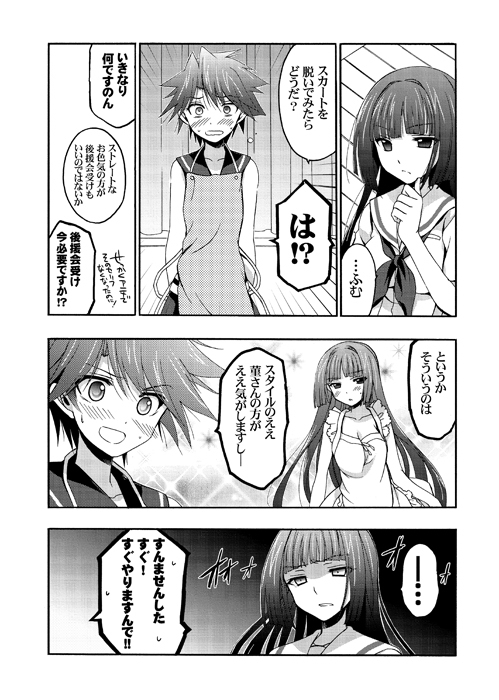 …ふむ
スカートを
脱いでみたら
どうだ？
は!?
いきなり
何ですのん
ストレートな
お色気の方が
後援会受けも
いいのではないか
後援会受け
今必要ですか!?
というか
そういうのは
スタイルのええ
菫さんの方が
ええ気がしますしー
ー…
すんませんした
すぐ！
すぐやりますんで!!